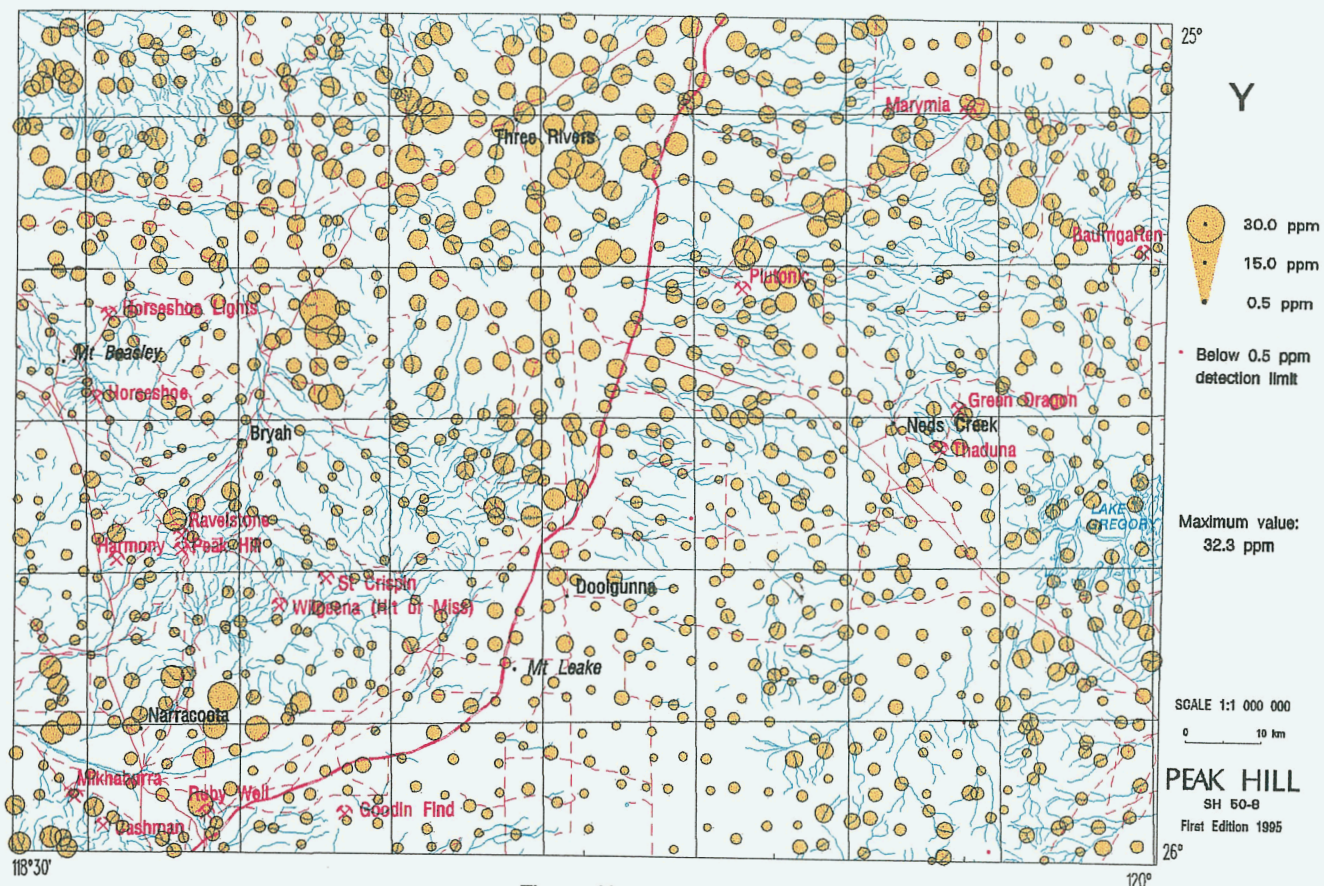 25°
Y
Marymia
Three Rivers
30.0 ppm
Baumgarten
15.0 ppm
Plutonic
0.5 ppm
Horseshoe Lights
Mt Beasley
Below 0.5 ppm
detection limit
Horseshoe
Green Dragon
Bryah
Neds Creek
Thaduna
LAKE
GREGORY
Ravelstone
Harmony
Peak Hill
Maximum value:
32.3 ppm
St Crispin
Doolgunna
Wilgeena (Hit or Miss)
Mt Leake
SCALE 1:1 000 000
Narracoota
0 10 km
PEAK HILL
Mikhaburra
SH 50-8
Ruby Well
Goodin Find
Cashman
First Edition 1995
26°
118°30'
120°